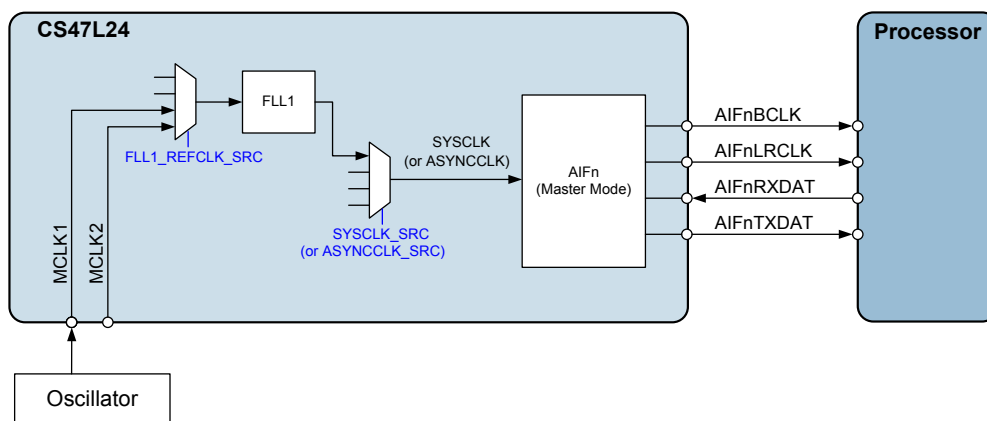 CS47L24
Processor
FLL1
FLL1_REFCLK_SRC
SYSCLK
(or ASYNCCLK)
SYSCLK_SRC
(or ASYNCCLK_SRC)
AIFn
(Master Mode)
AIFnBCLK
AIFnLRCLK
AIFnRXDAT
AIFnTXDAT
MCLK1
MCLK2
Oscillator